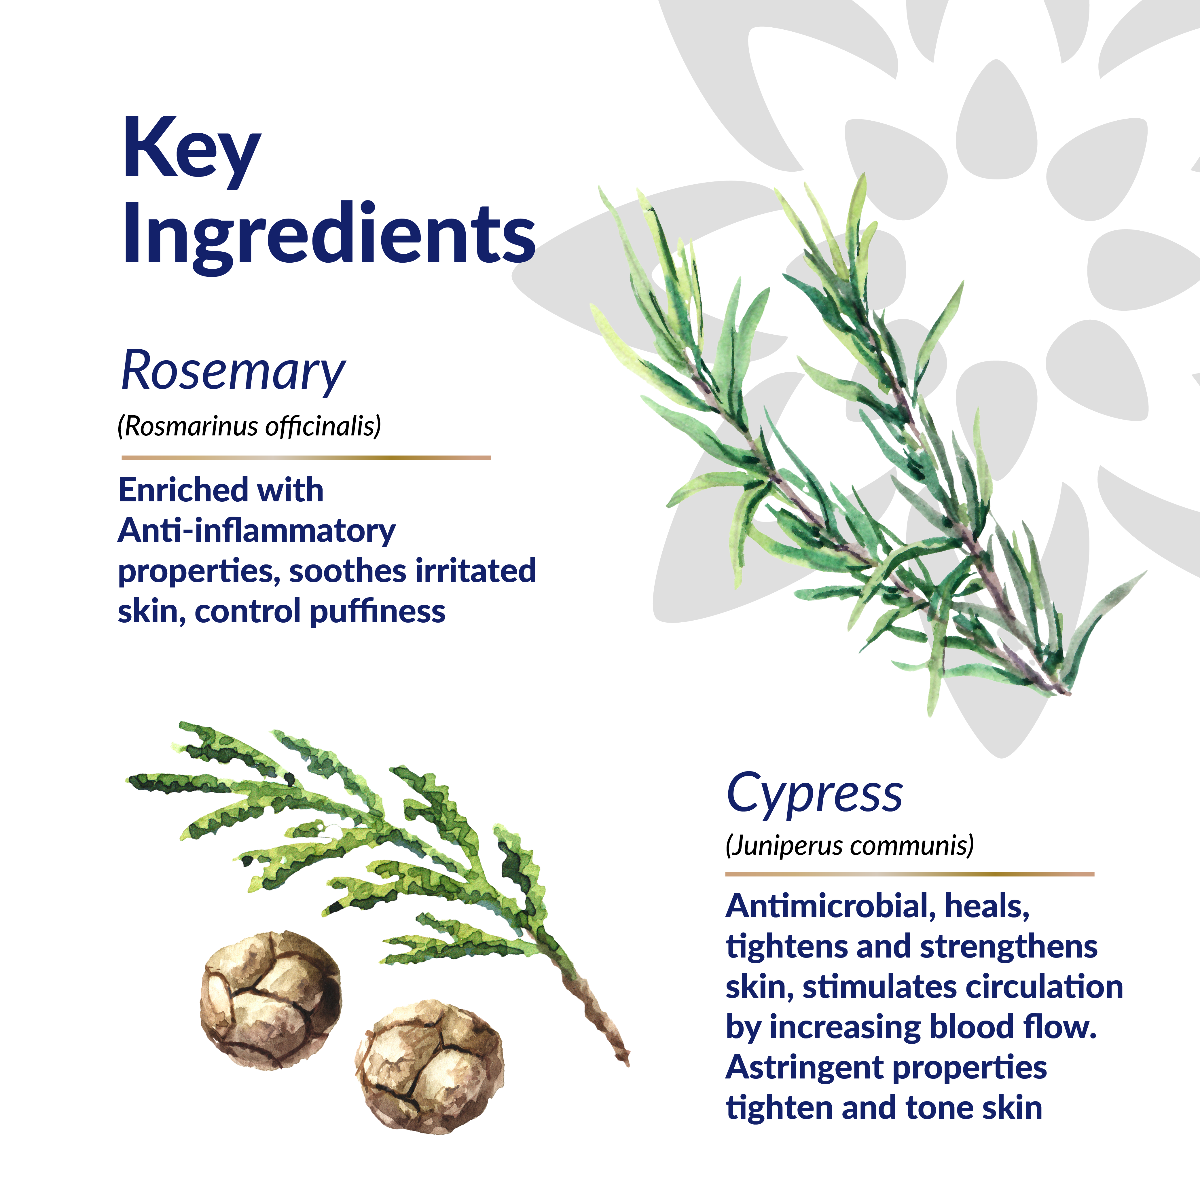 Key
Ingredients
Rosemary
(Rosmarinus officinalis)
Enriched with
Anti-inflammatory
properties, soothes irritated
skin, control puffiness
Cypress
(Juniperus communis)
Antimicrobial, heals,
tightens and strengthens
skin, stimulates circulation
by increasing blood flow.
Astringent properties
tighten and tone skin